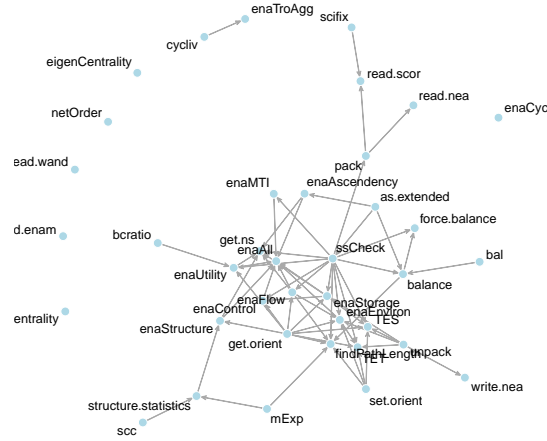 enaTroAgg
scifix
cycliv
eigenCentrality
read.scor
read.nea
netOrder
enaCyc
ead.wand
pack
enaMTI
enaAscendency
as.extended
d.enam
bcratio
get.ns
force.balance
enaAll
ssCheck
bal
enaUtility
balance
entrality
enaControl
enaFlow
enaStorage
enaStructure
enaEnviron
TES
get.orient
findPathLength
unpack
TET
write.nea
structure.statistics
set.orient
scc
mExp